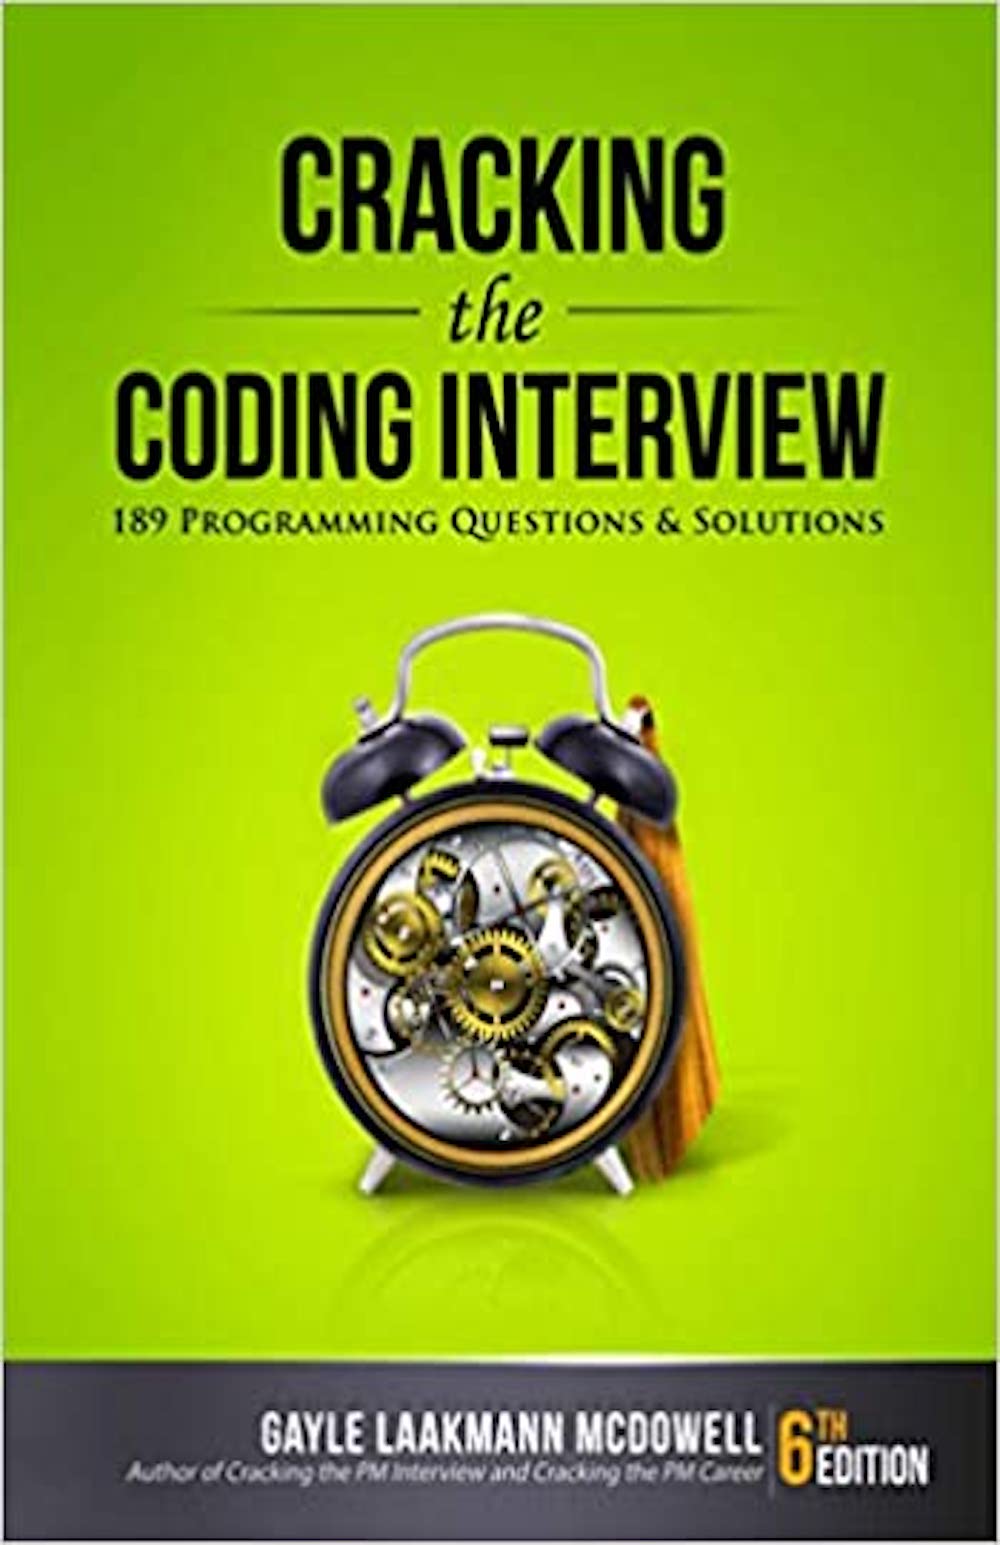 CRACKING
the
CODING INTERVIEW
189 PROGRAMMING QUESTIONS & SOLUTIONS
GAYLE LAAKMANN MCDOWELL
Author of Cracking the PM Interview and Cracking the PM Career
6TH
EDITION